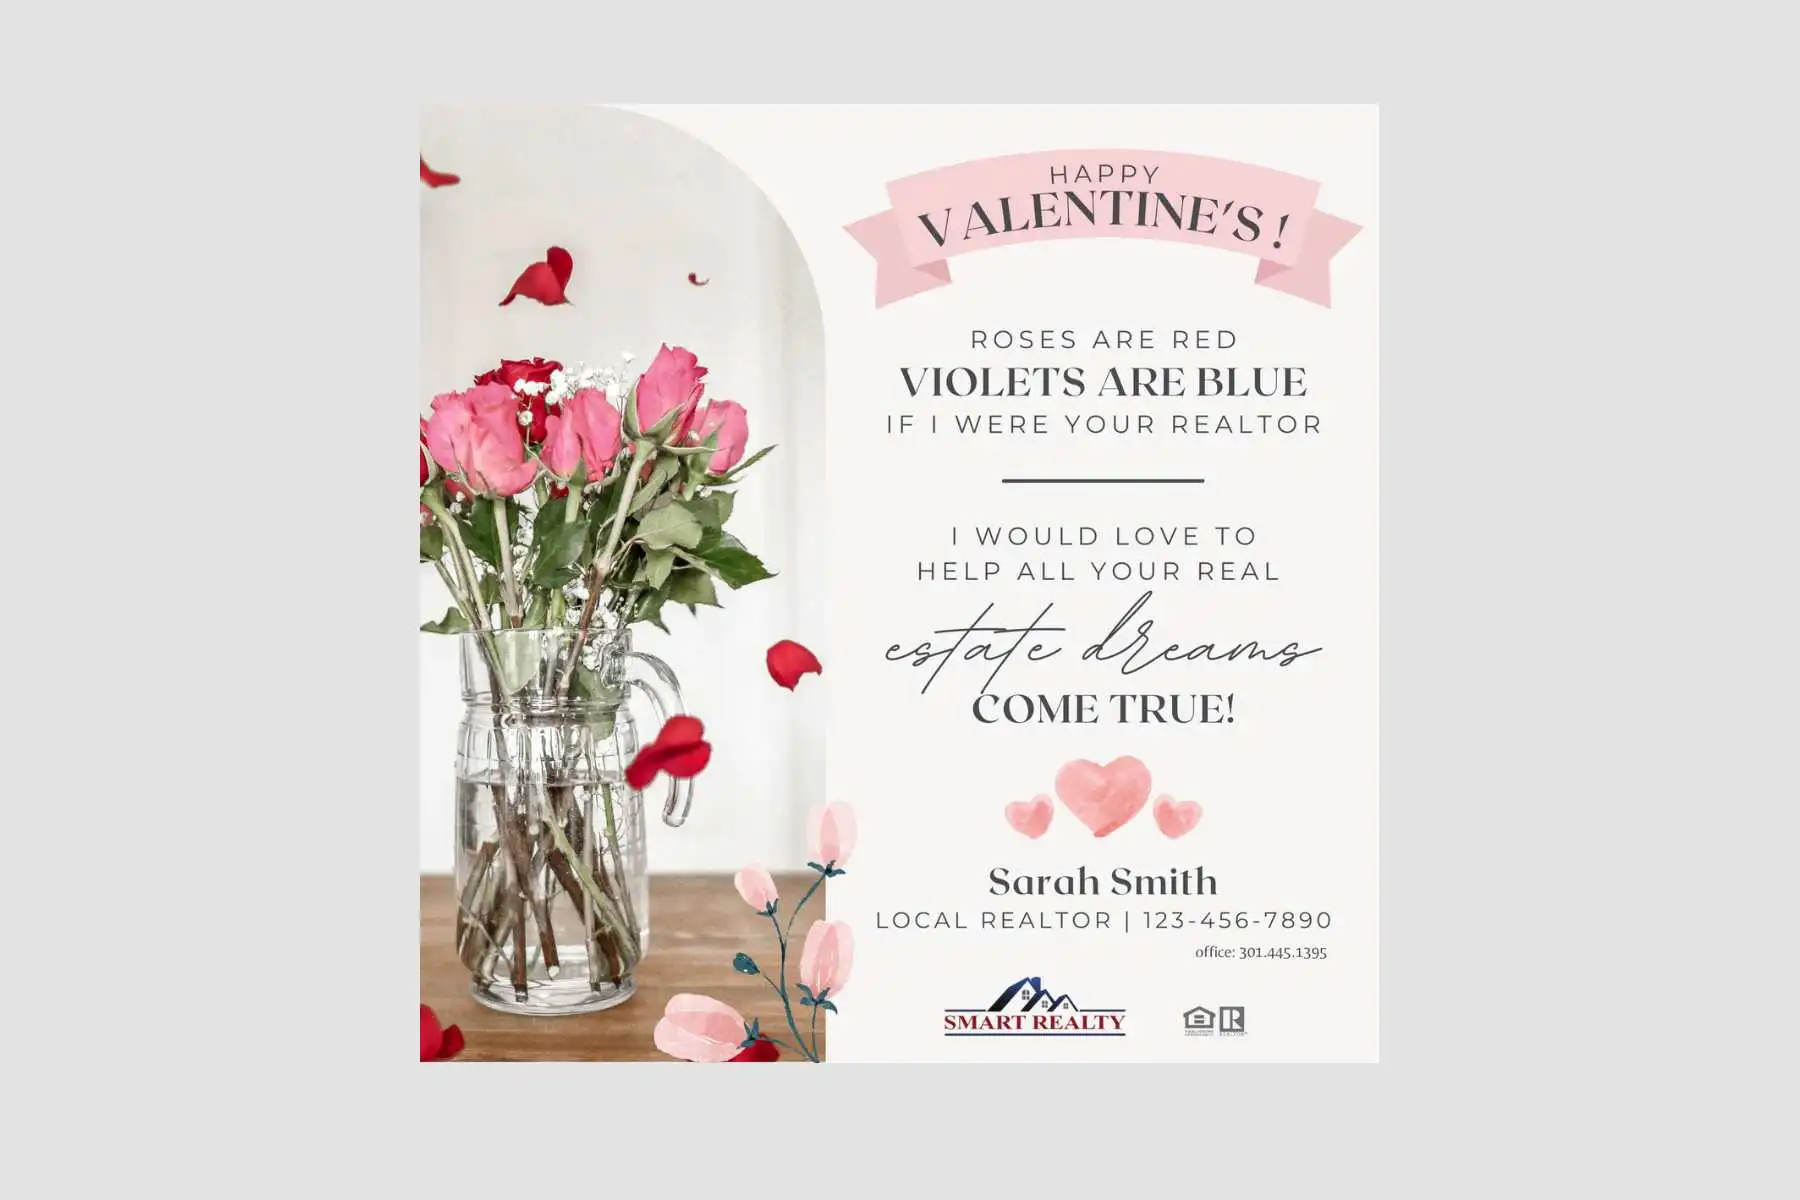 HAPPY
VALENTINE'S!
ROSES ARE RED
VIOLETS ARE BLUE
IF I WERE YOUR REALTOR
I WOULD LOVE TO
HELP ALL YOUR REAL
estate dreams
COME TRUE!
Sarah Smith
LOCAL REALTOR | 123-456-7890
office: 301.445.1395
SMART REALTY
R